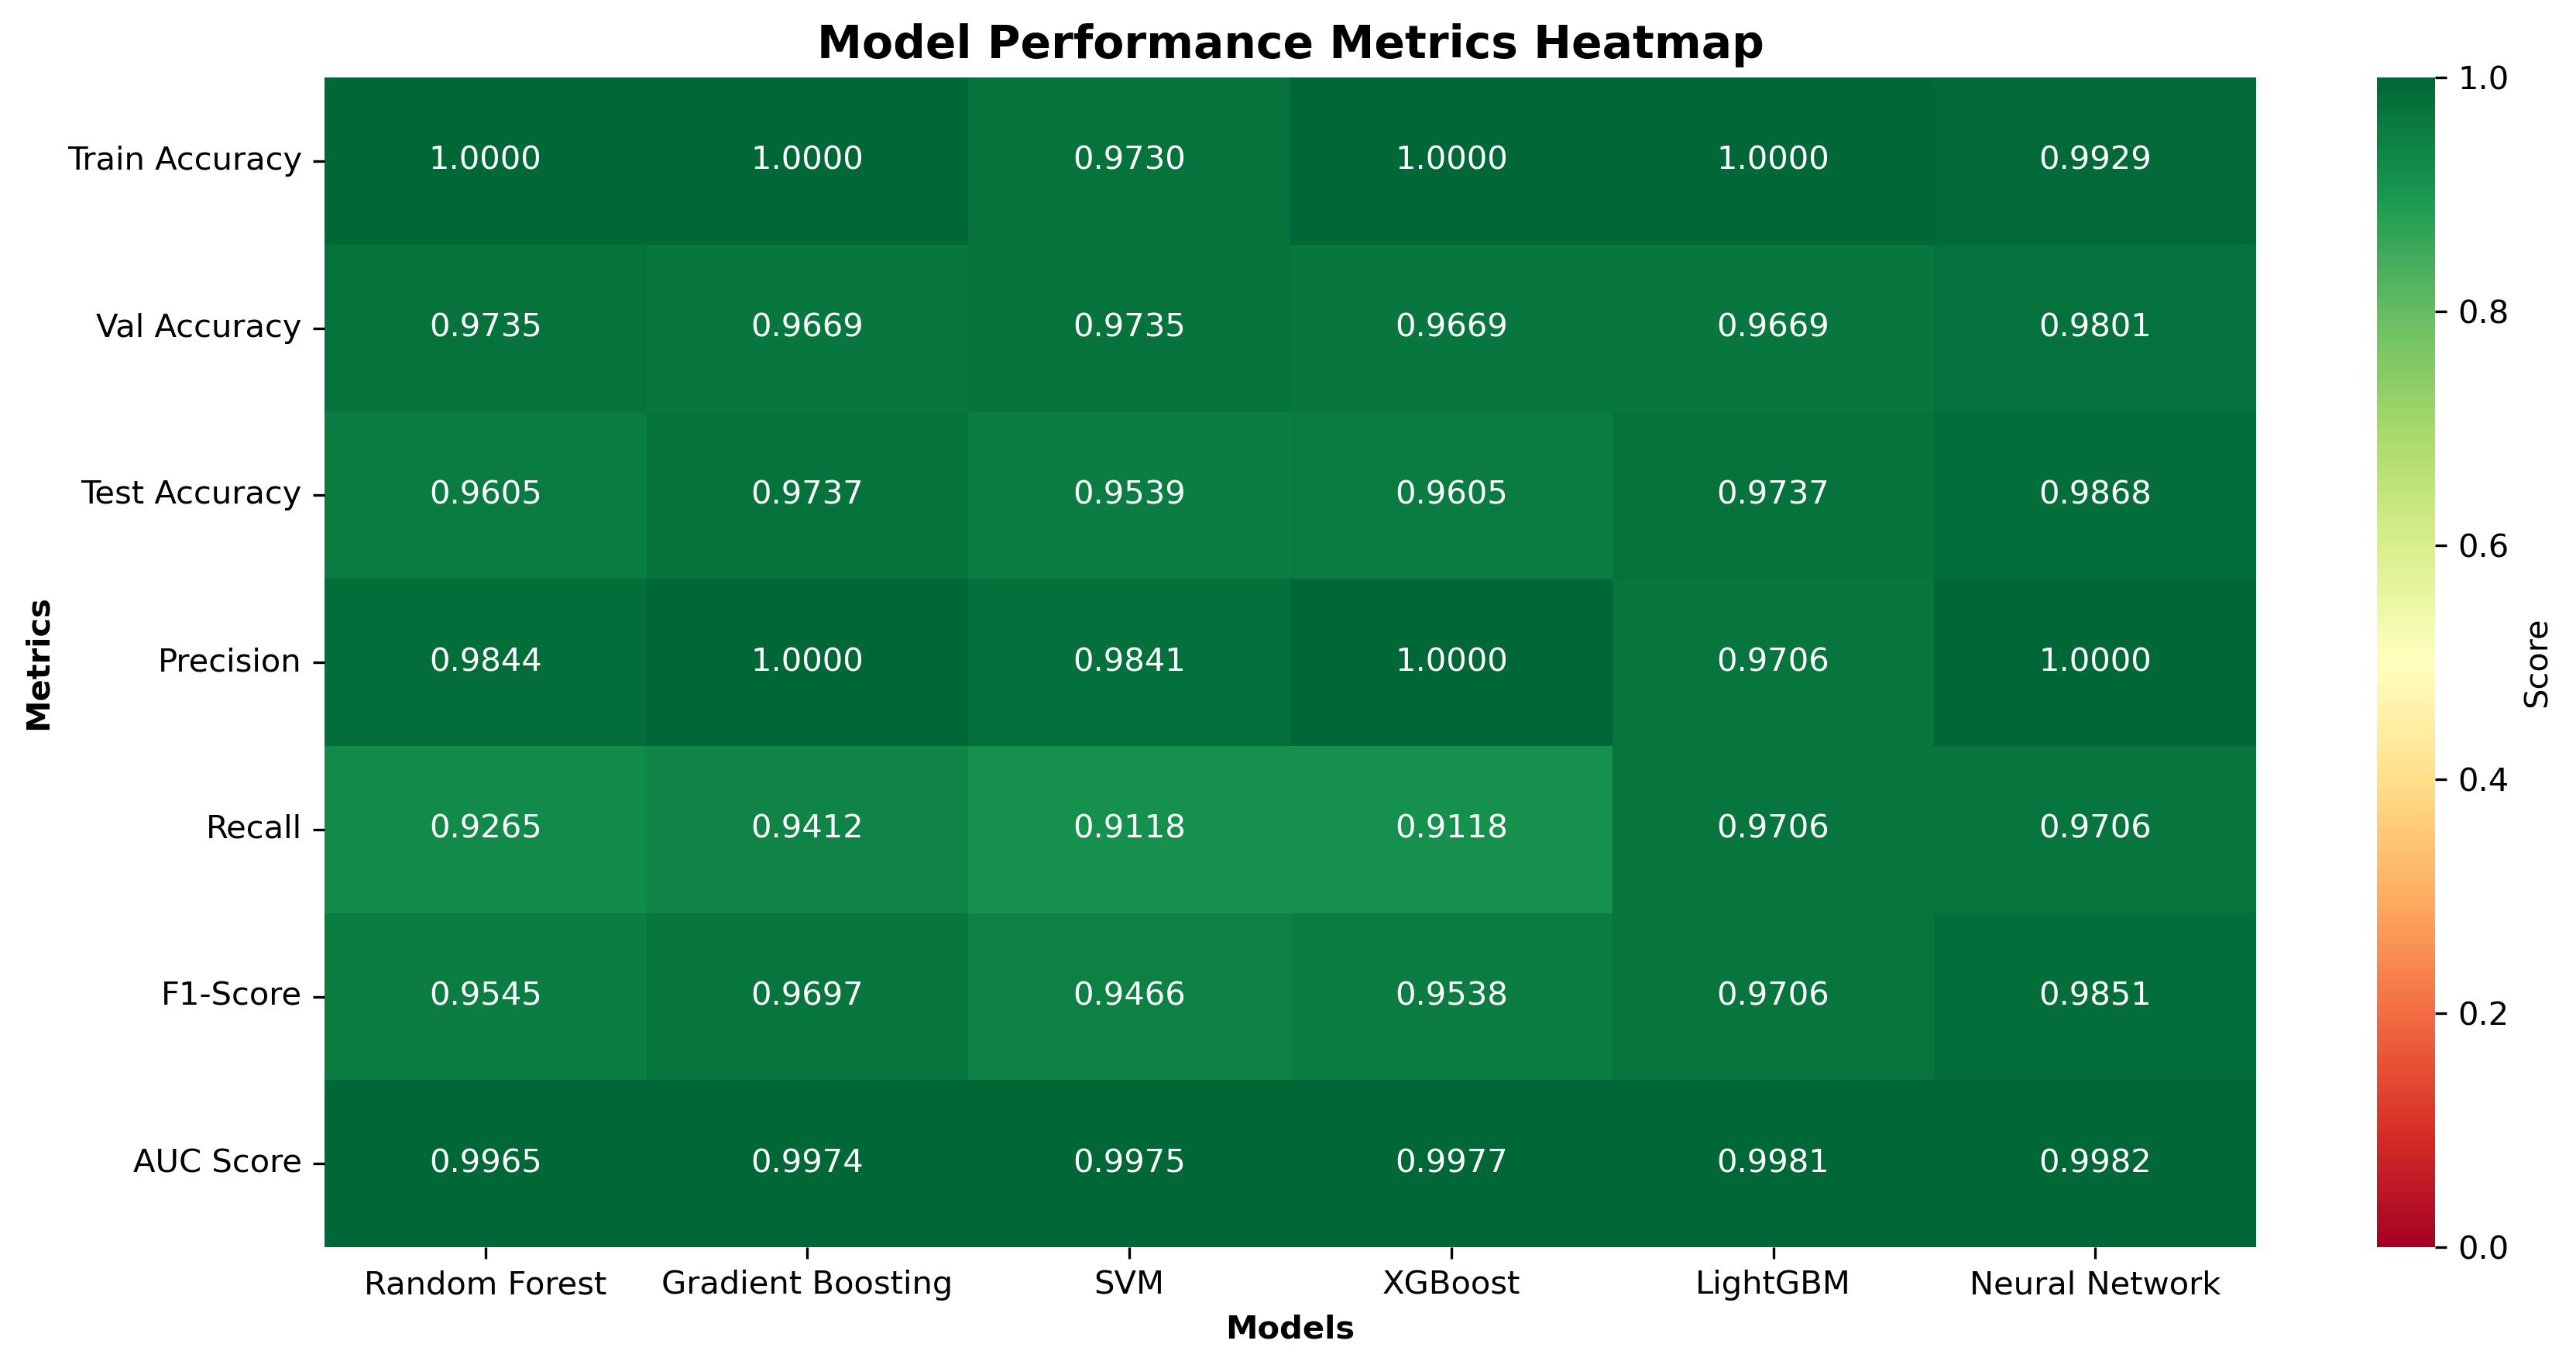 Model Performance Metrics Heatmap
Metrics
Train Accuracy 1.0000 1.0000 0.9730 1.0000 1.0000 0.9929
Val Accuracy 0.9735 0.9669 0.9735 0.9669 0.9669 0.9801
Test Accuracy 0.9605 0.9737 0.9539 0.9605 0.9737 0.9868
Precision 0.9844 1.0000 0.9841 1.0000 0.9706 1.0000
Recall 0.9265 0.9412 0.9118 0.9118 0.9706 0.9706
F1-Score 0.9545 0.9697 0.9466 0.9538 0.9706 0.9851
AUC Score 0.9965 0.9974 0.9975 0.9977 0.9981 0.9982
Random Forest Gradient Boosting SVM XGBoost LightGBM Neural Network
Models
1.0
0.8
0.6
0.4
0.2
0.0
Score